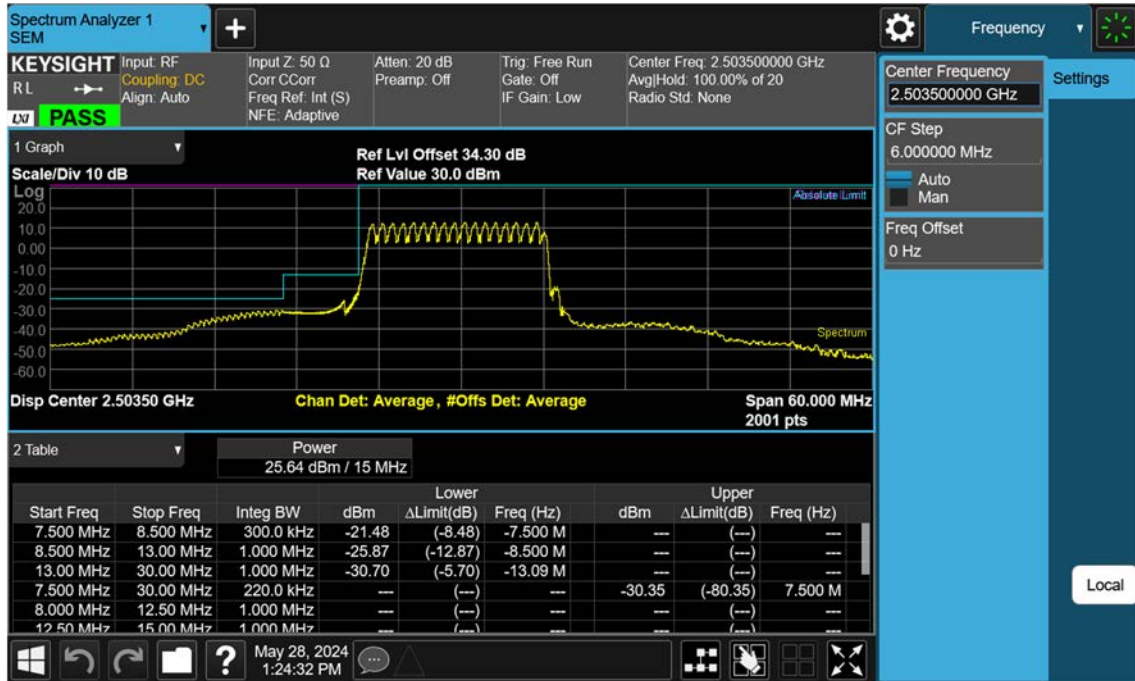 Spectrum Analyzer 1
SEM
Frequency
KEYSIGHT
R L
LXI PASS
Input: RF
Coupling: DC
Align: Auto
Input Z: 50 Ω
Corr CCorr
Freq Ref: Int (S)
NFE: Adaptive
Atten: 20 dB
Preamp: Off
Trig: Free Run
Gate: Off
IF Gain: Low
Center Freq: 2.503500000 GHz
Avg|Hold: 100.00% of 20
Radio Std: None
Center Frequency
2.503500000 GHz
Settings
CF Step
6.000000 MHz
Auto
Man
Freq Offset
0 Hz
Local
1 Graph
Scale/Div 10 dB
Ref Lvl Offset 34.30 dB
Ref Value 30.0 dBm
Log
20.0
10.0
0.00
-10.0
-20.0
-30.0
-40.0
-50.0
-60.0
Spectrum
Disp Center 2.50350 GHz
Chan Det: Average, #Offs Det: Average
Span 60.000 MHz
2001 pts
2 Table
Power
25.64 dBm / 15 MHz
Lower Upper
Start Freq Stop Freq Integ BW dBm ΔLimit(dB) Freq (Hz) dBm ΔLimit(dB) Freq (Hz)
7.500 MHz 8.500 MHz 300.0 kHz -21.48 (-8.48) -7.500 M --- (---) ---
8.500 MHz 13.00 MHz 1.000 MHz -25.87 (-12.87) -8.500 M --- (---) ---
13.00 MHz 30.00 MHz 1.000 MHz -30.70 (-5.70) -13.09 M --- (---) ---
7.500 MHz 30.00 MHz 220.0 kHz --- (---) --- -30.35 (-80.35) 7.500 M
8.000 MHz 12.50 MHz 1.000 MHz --- (---) --- --- (---) ---
12.50 MHz 15.00 MHz 1.000 MHz --- (---) --- --- (---) ---
May 28, 2024
1:24:32 PM